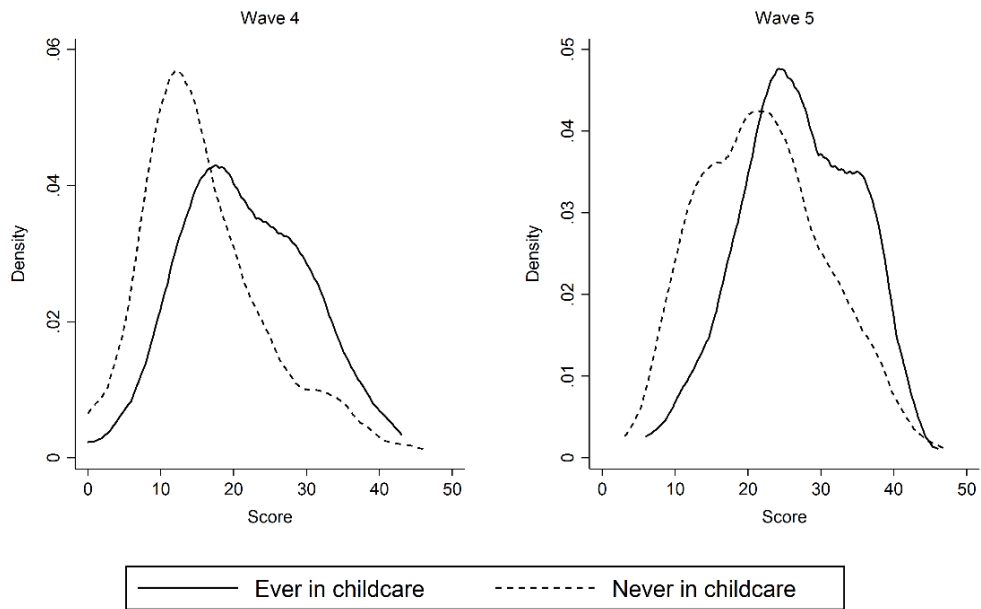 Wave 4
Density
.06
.04
.02
0
0 10 20 30 40 50
Score
Wave 5
Density
.05
.04
.03
.02
.01
0
0 10 20 30 40 50
Score
Ever in childcare
Never in childcare